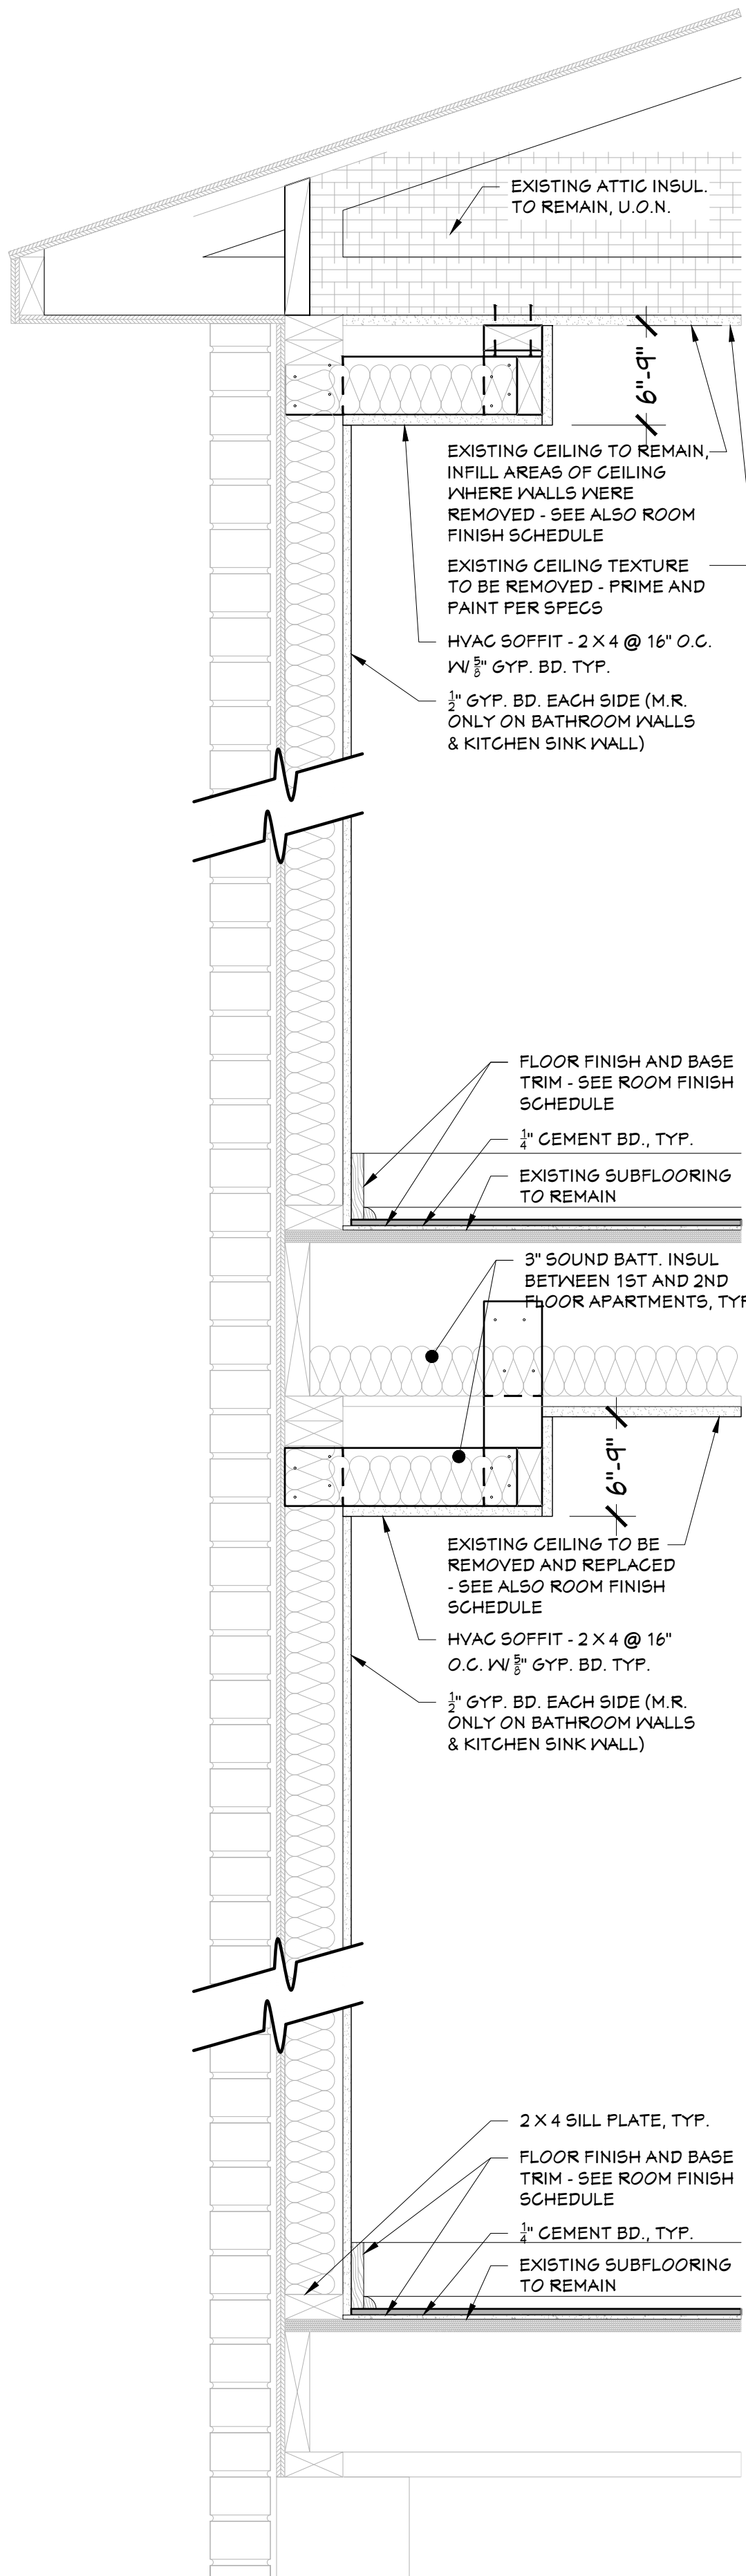 EXISTING ATTIC INSUL.
TO REMAIN, U.O.N.
6"-9"
EXISTING CEILING TO REMAIN,
INFILL AREAS OF CEILING
WHERE WALLS WERE
REMOVED - SEE ALSO ROOM
FINISH SCHEDULE
EXISTING CEILING TEXTURE
TO BE REMOVED - PRIME AND
PAINT PER SPECS
HVAC SOFFIT - 2 X 4 @ 16" O.C.
W/ 5/8" GYP. BD. TYP.
1/2" GYP. BD. EACH SIDE (M.R.
ONLY ON BATHROOM WALLS
& KITCHEN SINK WALL)
FLOOR FINISH AND BASE
TRIM - SEE ROOM FINISH
SCHEDULE
1/4" CEMENT BD., TYP.
EXISTING SUBFLOORING
TO REMAIN
3" SOUND BATT. INSUL
BETWEEN 1ST AND 2ND
FLOOR APARTMENTS, TYP
6"-9"
EXISTING CEILING TO BE
REMOVED AND REPLACED
- SEE ALSO ROOM FINISH
SCHEDULE
HVAC SOFFIT - 2 X 4 @ 16"
O.C. W/ 5/8" GYP. BD. TYP.
1/2" GYP. BD. EACH SIDE (M.R.
ONLY ON BATHROOM WALLS
& KITCHEN SINK WALL)
2 X 4 SILL PLATE, TYP.
FLOOR FINISH AND BASE
TRIM - SEE ROOM FINISH
SCHEDULE
1/4" CEMENT BD., TYP.
EXISTING SUBFLOORING
TO REMAIN